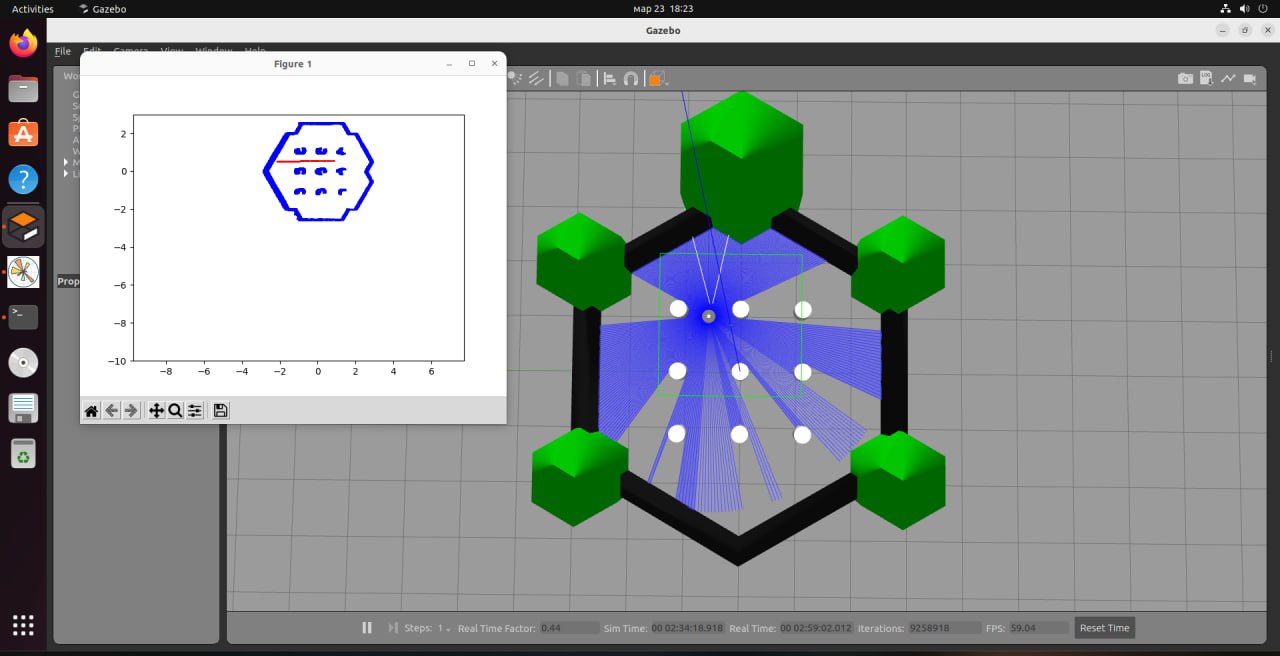 Activities Gazebo мар 23 18:23
Gazebo
File Edit Camera View Window Help
Figure 1
2
0
−2
−4
−6
−8
−10
−8 −6 −4 −2 0 2 4 6
Prop
Steps: 1 Real Time Factor: 0,44 Sim Time: 00 02:34:18.918 Real Time: 00 02:59:02.012 Iterations: 9258918 FPS: 59.04 Reset Time